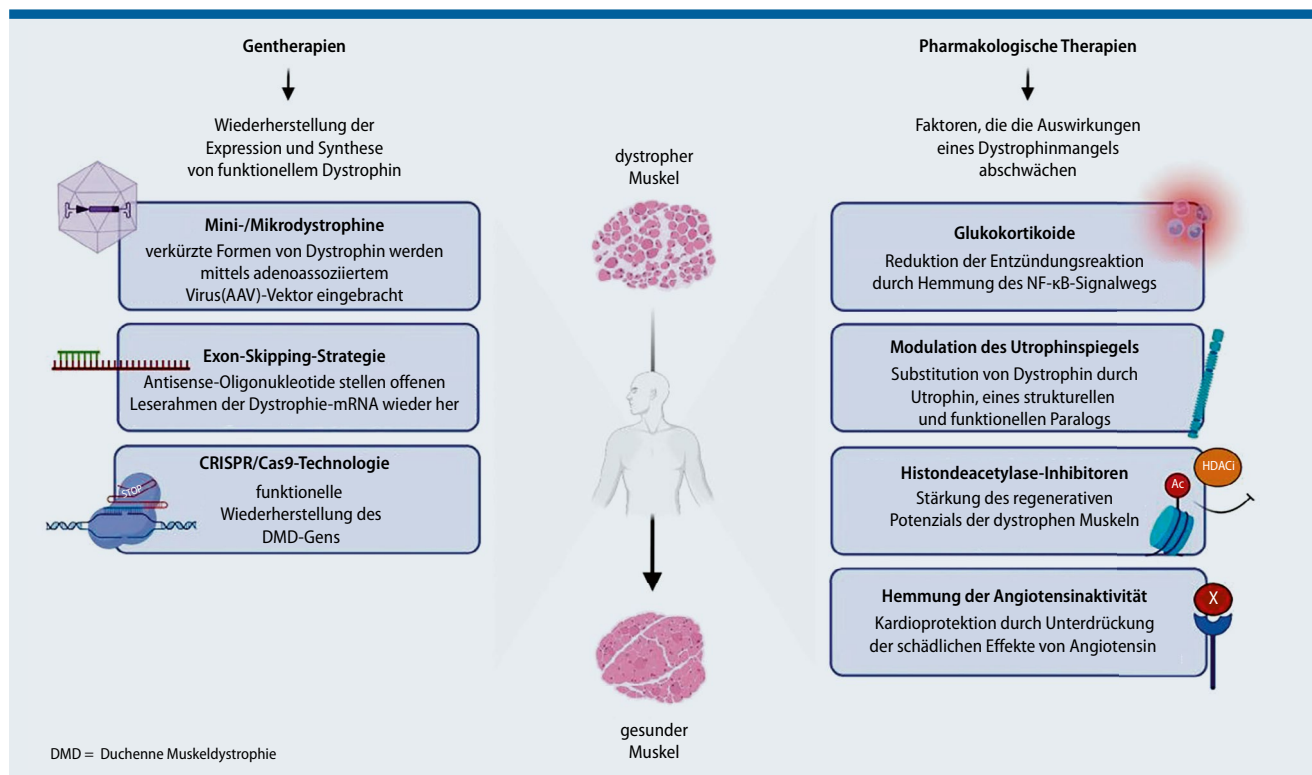 Gentherapien
Wiederherstellung der
Expression und Synthese
von funktionellem Dystrophin
Mini-/Mikrodystrophine
verkürzte Formen von Dystrophin werden
mittels adenoassoziiertem
Virus(AAV)-Vektor eingebracht
Exon-Skipping-Strategie
Antisense-Oligonukleotide stellen offenen
Leserahmen der Dystrophie-mRNA wieder her
CRISPR/Cas9-Technologie
funktionelle
Wiederherstellung des
DMD-Gens
STOP
dystropher
Muskel
gesunder
Muskel
Pharmakologische Therapien
Faktoren, die die Auswirkungen
eines Dystrophinmangels
abschwächen
Glukokortikoide
Reduktion der Entzündungsreaktion
durch Hemmung des NF-κB-Signalwegs
Modulation des Utrophinspiegels
Substitution von Dystrophin durch
Utrophin, eines strukturellen
und funktionellen Paralogs
Histondeacetylase-Inhibitoren
Stärkung des regenerativen
Potenzials der dystrophen Muskeln
HDACi
Ac
Hemmung der Angiotensinaktivität
Kardioprotektion durch Unterdrückung
der schädlichen Effekte von Angiotensin
X
DMD = Duchenne Muskeldystrophie